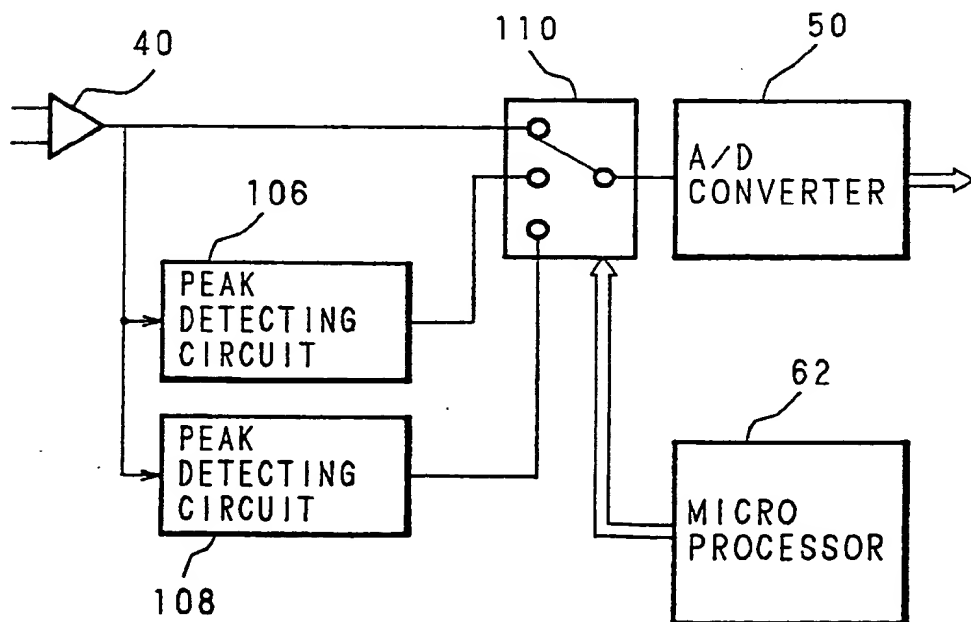 40
110
50
A/D
CONVERTER
106
PEAK
DETECTING
CIRCUIT
62
PEAK
DETECTING
CIRCUIT
MICRO
PROCESSOR
108